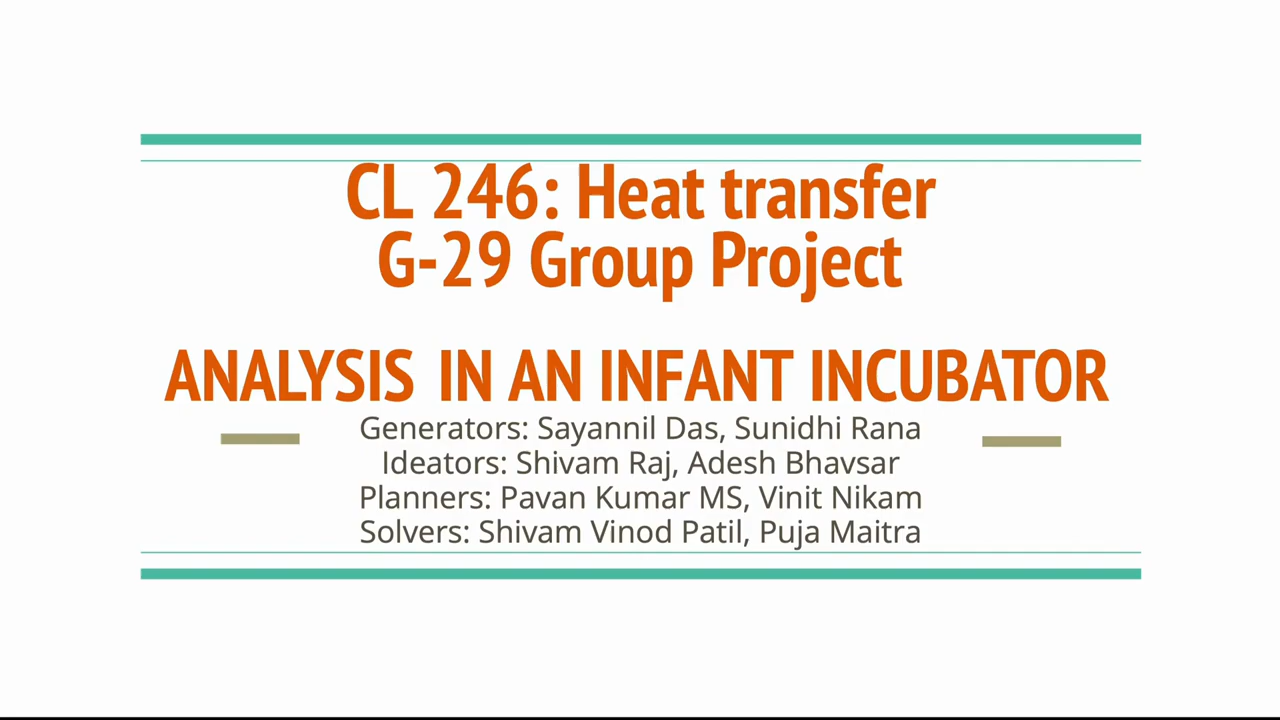 CL 246: Heat transfer
G-29 Group Project
ANALYSIS IN AN INFANT INCUBATOR
Generators: Sayannil Das, Sunidhi Rana
Ideators: Shivam Raj, Adesh Bhavsar
Planners: Pavan Kumar MS, Vinit Nikam
Solvers: Shivam Vinod Patil, Puja Maitra